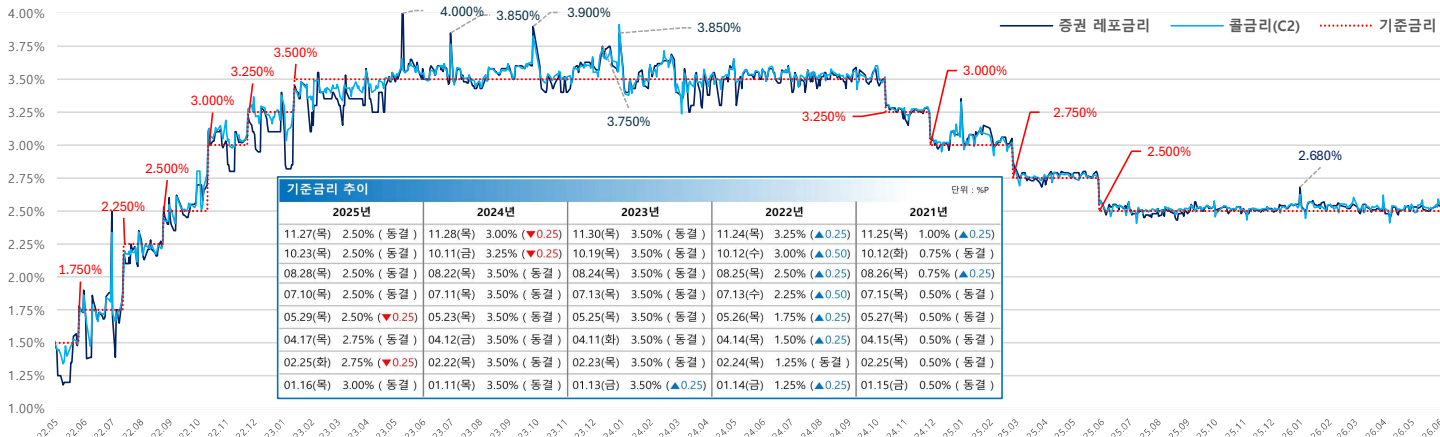 4.00%
3.75%
3.50%
3.25%
3.00%
2.75%
2.50%
2.25%
2.00%
1.75%
1.50%
1.25%
1.00%
증권 레포금리 콜금리(C2) 기준금리
1.750%
2.250%
2.500%
3.000%
3.250%
3.500%
4.000%
3.850%
3.900%
3.850%
3.750%
3.250%
3.000%
2.750%
2.500%
2.680%
기준금리 추이 단위 : %P
2025년 2024년 2023년 2022년 2021년
11.27(목) 2.50% ( 동결 ) 11.28(목) 3.00% (▼0.25) 11.30(목) 3.50% ( 동결 ) 11.24(목) 3.25% (▲0.25) 11.25(목) 1.00% (▲0.25)
10.23(목) 2.50% ( 동결 ) 10.11(금) 3.25% (▼0.25) 10.19(목) 3.50% ( 동결 ) 10.12(수) 3.00% (▲0.50) 10.12(화) 0.75% ( 동결 )
08.28(목) 2.50% ( 동결 ) 08.22(목) 3.50% ( 동결 ) 08.24(목) 3.50% ( 동결 ) 08.25(목) 2.50% (▲0.25) 08.26(목) 0.75% (▲0.25)
07.10(목) 2.50% ( 동결 ) 07.11(목) 3.50% ( 동결 ) 07.13(목) 3.50% ( 동결 ) 07.13(수) 2.25% (▲0.50) 07.15(목) 0.50% ( 동결 )
05.29(목) 2.50% (▼0.25) 05.23(목) 3.50% ( 동결 ) 05.25(목) 3.50% ( 동결 ) 05.26(목) 1.75% (▲0.25) 05.27(목) 0.50% ( 동결 )
04.17(목) 2.75% ( 동결 ) 04.12(금) 3.50% ( 동결 ) 04.11(화) 3.50% ( 동결 ) 04.14(목) 1.50% (▲0.25) 04.15(목) 0.50% ( 동결 )
02.25(화) 2.75% (▼0.25) 02.22(목) 3.50% ( 동결 ) 02.23(목) 3.50% ( 동결 ) 02.24(목) 1.25% ( 동결 ) 02.25(목) 0.50% ( 동결 )
01.16(목) 3.00% ( 동결 ) 01.11(목) 3.50% ( 동결 ) 01.13(금) 3.50% (▲0.25) 01.14(금) 1.25% (▲0.25) 01.15(금) 0.50% ( 동결 )